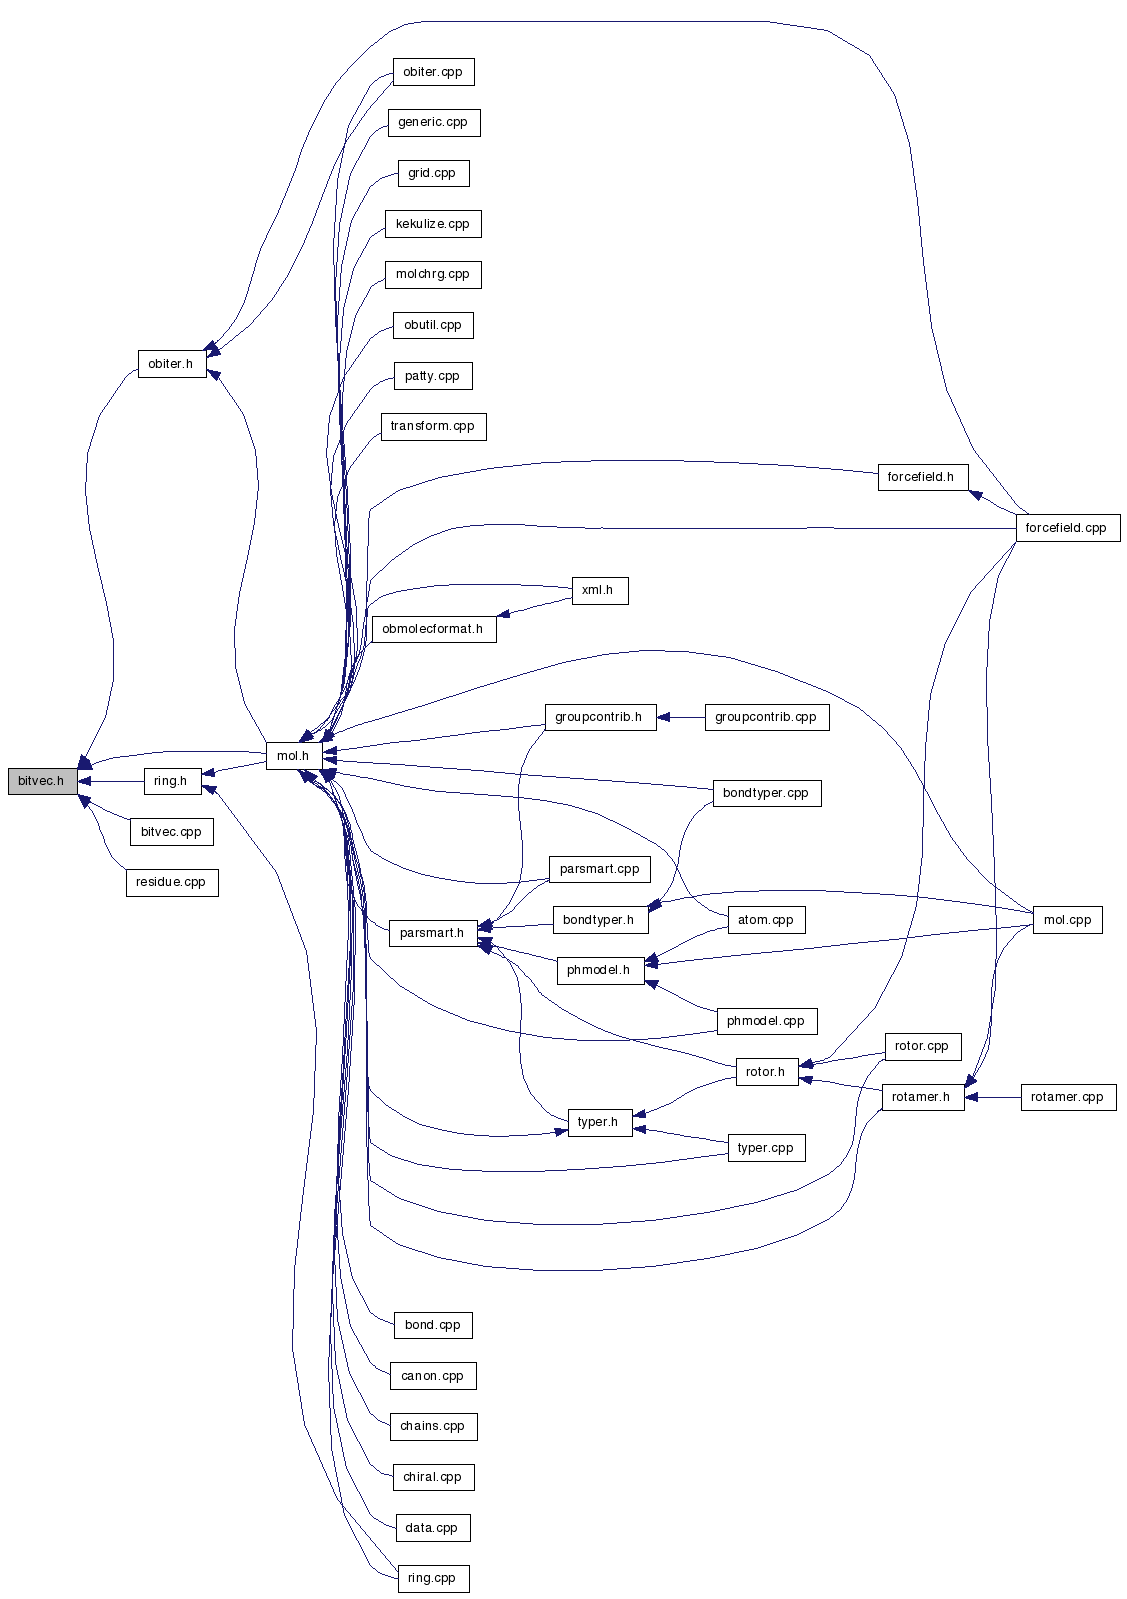 obiter.cpp
generic.cpp
grid.cpp
kekulize.cpp
molchrg.cpp
obutil.cpp
obiter.h
patty.cpp
transform.cpp
forcefield.h
forcefield.cpp
xml.h
obmolecformat.h
groupcontrib.h
groupcontrib.cpp
mol.h
bitvec.h
ring.h
bondtyper.cpp
bitvec.cpp
parsmart.cpp
residue.cpp
bondtyper.h
atom.cpp
mol.cpp
parsmart.h
phmodel.h
phmodel.cpp
rotor.cpp
rotor.h
rotamer.h
rotamer.cpp
typer.h
typer.cpp
bond.cpp
canon.cpp
chains.cpp
chiral.cpp
data.cpp
ring.cpp